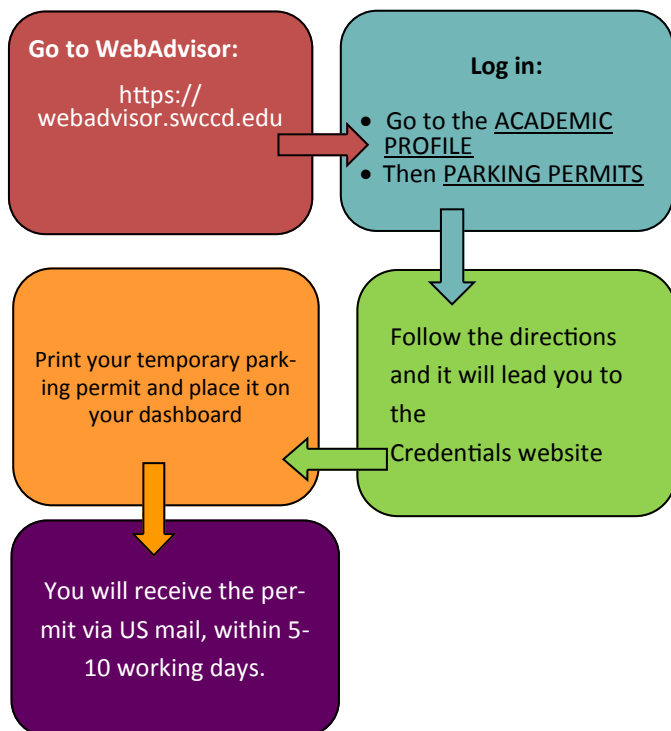 Go to WebAdvisor:
https://
webadvisor.swccd.edu
Log in:
• Go to the ACADEMIC
PROFILE
• Then PARKING PERMITS
Follow the directions
and it will lead you to
the
Credentials website
Print your temporary park-
ing permit and place it on
your dashboard
You will receive the per-
mit via US mail, within 5-
10 working days.